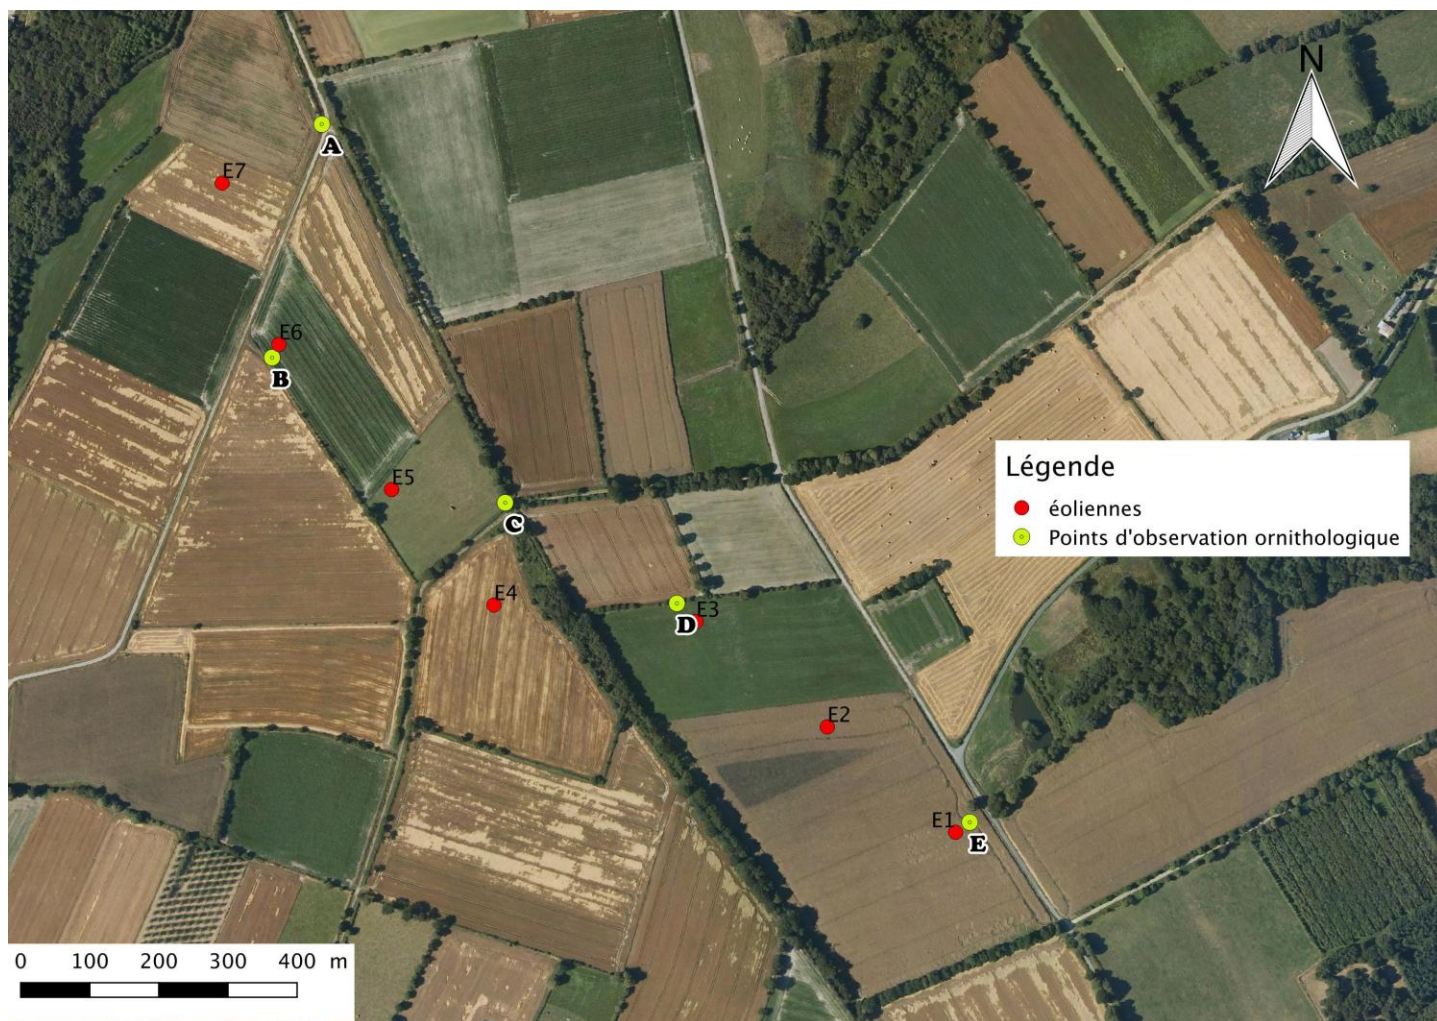 N
A
E7
E6
B
E5
C
E4
D
E3
E2
E1
E
Légende
éoliennes
Points d'observation ornithologique
0 100 200 300 400 m